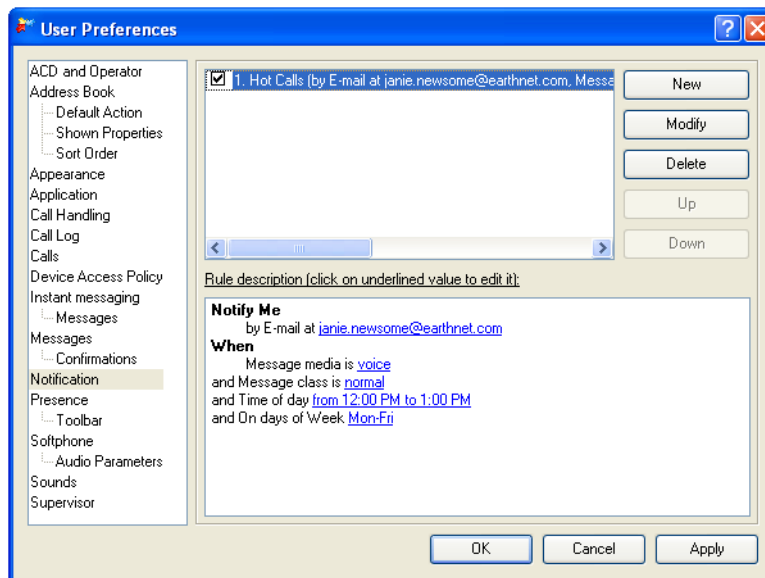 User Preferences
ACD and Operator
Address Book
Default Action
Shown Properties
Sort Order
Appearance
Application
Call Handling
Call Log
Calls
Device Access Policy
Instant messaging
Messages
Messages
Confirmations
Notification
Presence
Toolbar
Softphone
Audio Parameters
Sounds
Supervisor
1. Hot Calls (by E-mail at janie.newsome@earthnet.com, Messa
New
Modify
Delete
Up
Down
Rule description (click on underlined value to edit it):
Notify Me
by E-mail at janie.newsome@earthnet.com
When
Message media is voice
and Message class is normal
and Time of day from 12:00 PM to 1:00 PM
and On days of Week Mon-Fri
OK
Cancel
Apply